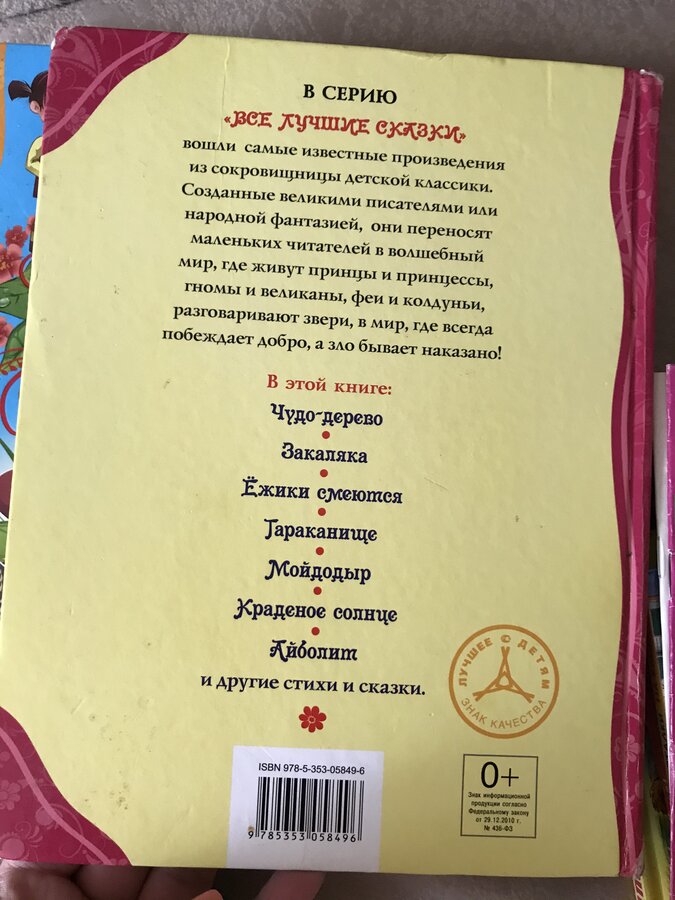 В СЕРИЮ
«ВСЕ ЛУЧШИЕ СКАЗКИ»
вошли самые известные произведения
из сокровищницы детской классики.
Созданные великими писателями или
народной фантазией, они переносят
маленьких читателей в волшебный
мир, где живут принцы и принцессы,
гномы и великаны, феи и колдуньи,
разговаривают звери, в мир, где всегда
побеждает добро, а зло бывает наказано!
В этой книге:
Чудо-дерево
Закаляка
Ёжики смеются
Тараканище
Мойдодыр
Краденое солнце
Айболит
и другие стихи и сказки.
ЛУЧШЕЕ ДЕТЯМ
ЗНАК КАЧЕСТВА
ISBN 978-5-353-05849-6
9 785353 058496
0+
Знак информационной
продукции согласно
Федеральному закону
от 29.12.2010 г.
№ 436-ФЗ